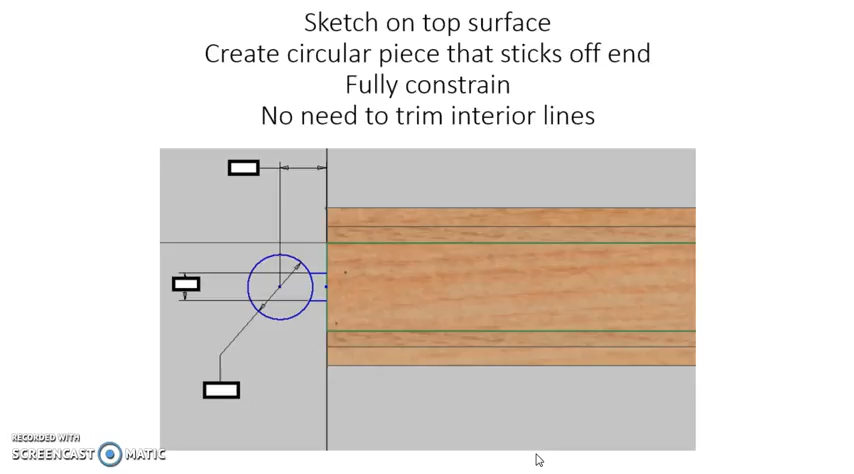 Sketch on top surface
Create circular piece that sticks off end
Fully constrain
No need to trim interior lines
RECORDED WITH
SCREENCAST MATIC